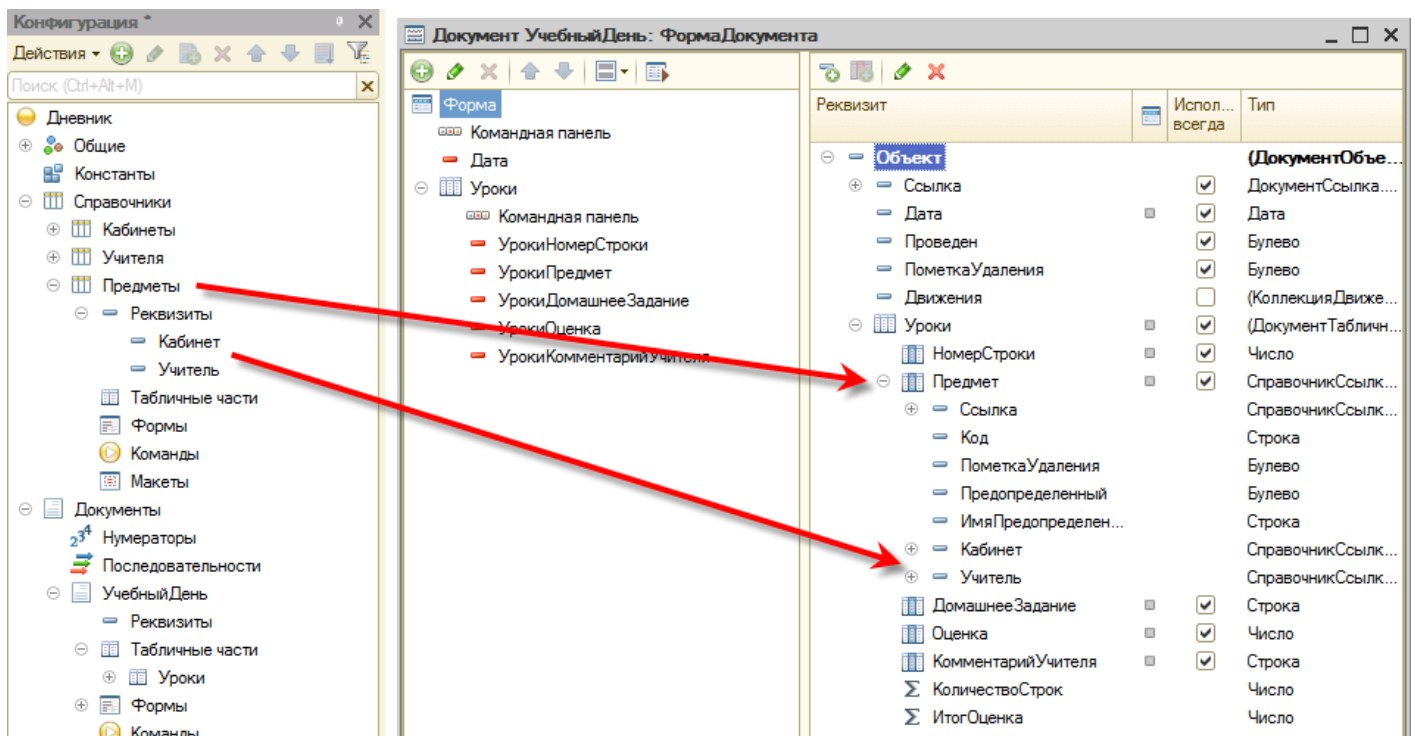 Конфигурация *
Действия
Поиск (Ctrl+Alt+M)
Дневник
Общие
Константы
Справочники
Кабинеты
Учителя
Предметы
Реквизиты
Кабинет
Учитель
Табличные части
Формы
Команды
Макеты
Документы
Нумераторы
Последовательности
УчебныйДень
Реквизиты
Табличные части
Уроки
Формы
Команды
Документ УчебныйДень: ФормаДокумента
Форма
Командная панель
Дата
Уроки
Командная панель
УрокиНомерСтроки
УрокиПредмет
УрокиДомашнееЗадание
УрокиОценка
УрокиКомментарийУчителя
Реквизит Испол... всегда Тип
Объект (ДокументОбъе...
Ссылка ДокументСсылка....
Дата Дата
Проведен Булево
ПометкаУдаления Булево
Движения (КоллекцияДвиже...
Уроки (ДокументТабличн...
НомерСтроки Число
Предмет СправочникСсылк...
Ссылка СправочникСсылк...
Код Строка
ПометкаУдаления Булево
Предопределенный Булево
ИмяПредопределен... Строка
Кабинет СправочникСсылк...
Учитель СправочникСсылк...
ДомашнееЗадание Строка
Оценка Число
КомментарийУчителя Строка
КоличествоСтрок Число
ИтогОценка Число